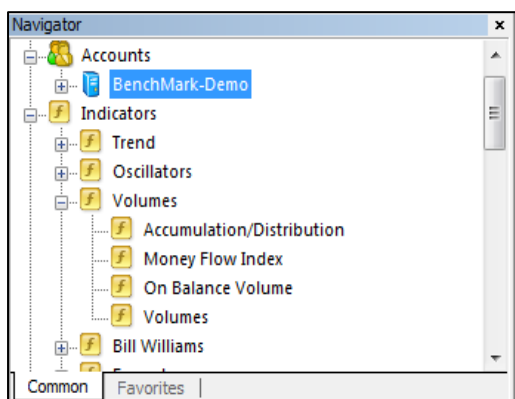 Navigator
Accounts
BenchMark-Demo
Indicators
Trend
Oscillators
Volumes
Accumulation/Distribution
Money Flow Index
On Balance Volume
Volumes
Bill Williams
Common Favorites